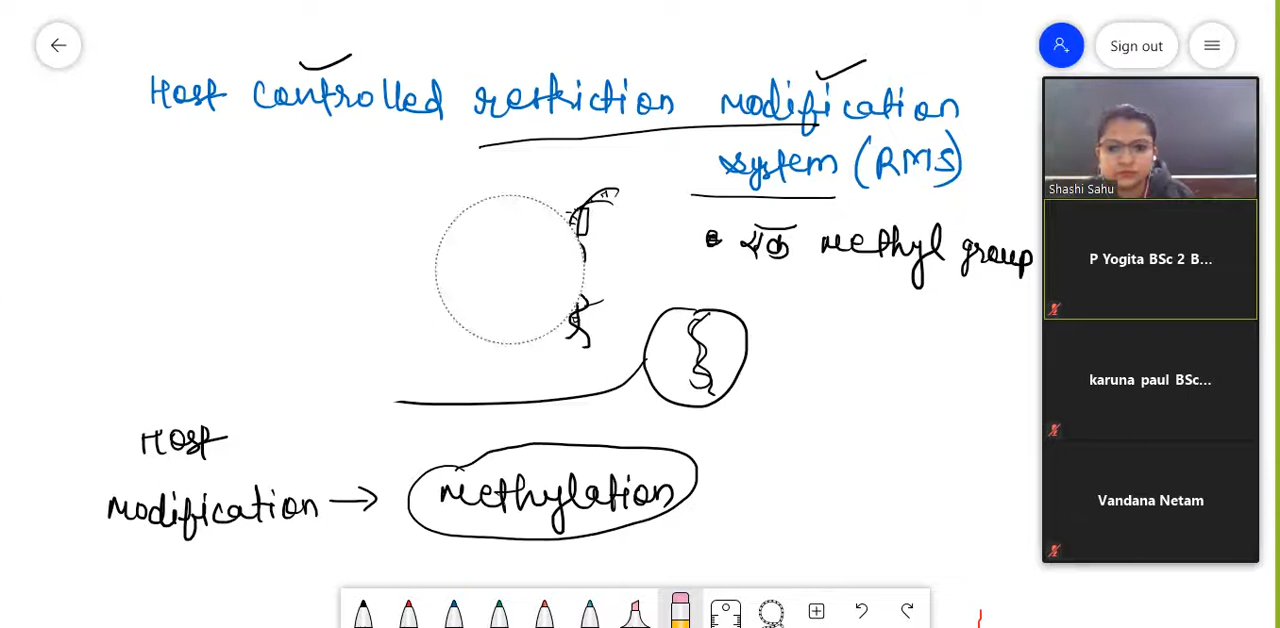 Sign out
Host controlled restriction modification
system (RMS)
Shashi Sahu
एक methyl group
P Yogita BSc 2 B...
karuna paul BSc...
Host
modification → methylation
Vandana Netam